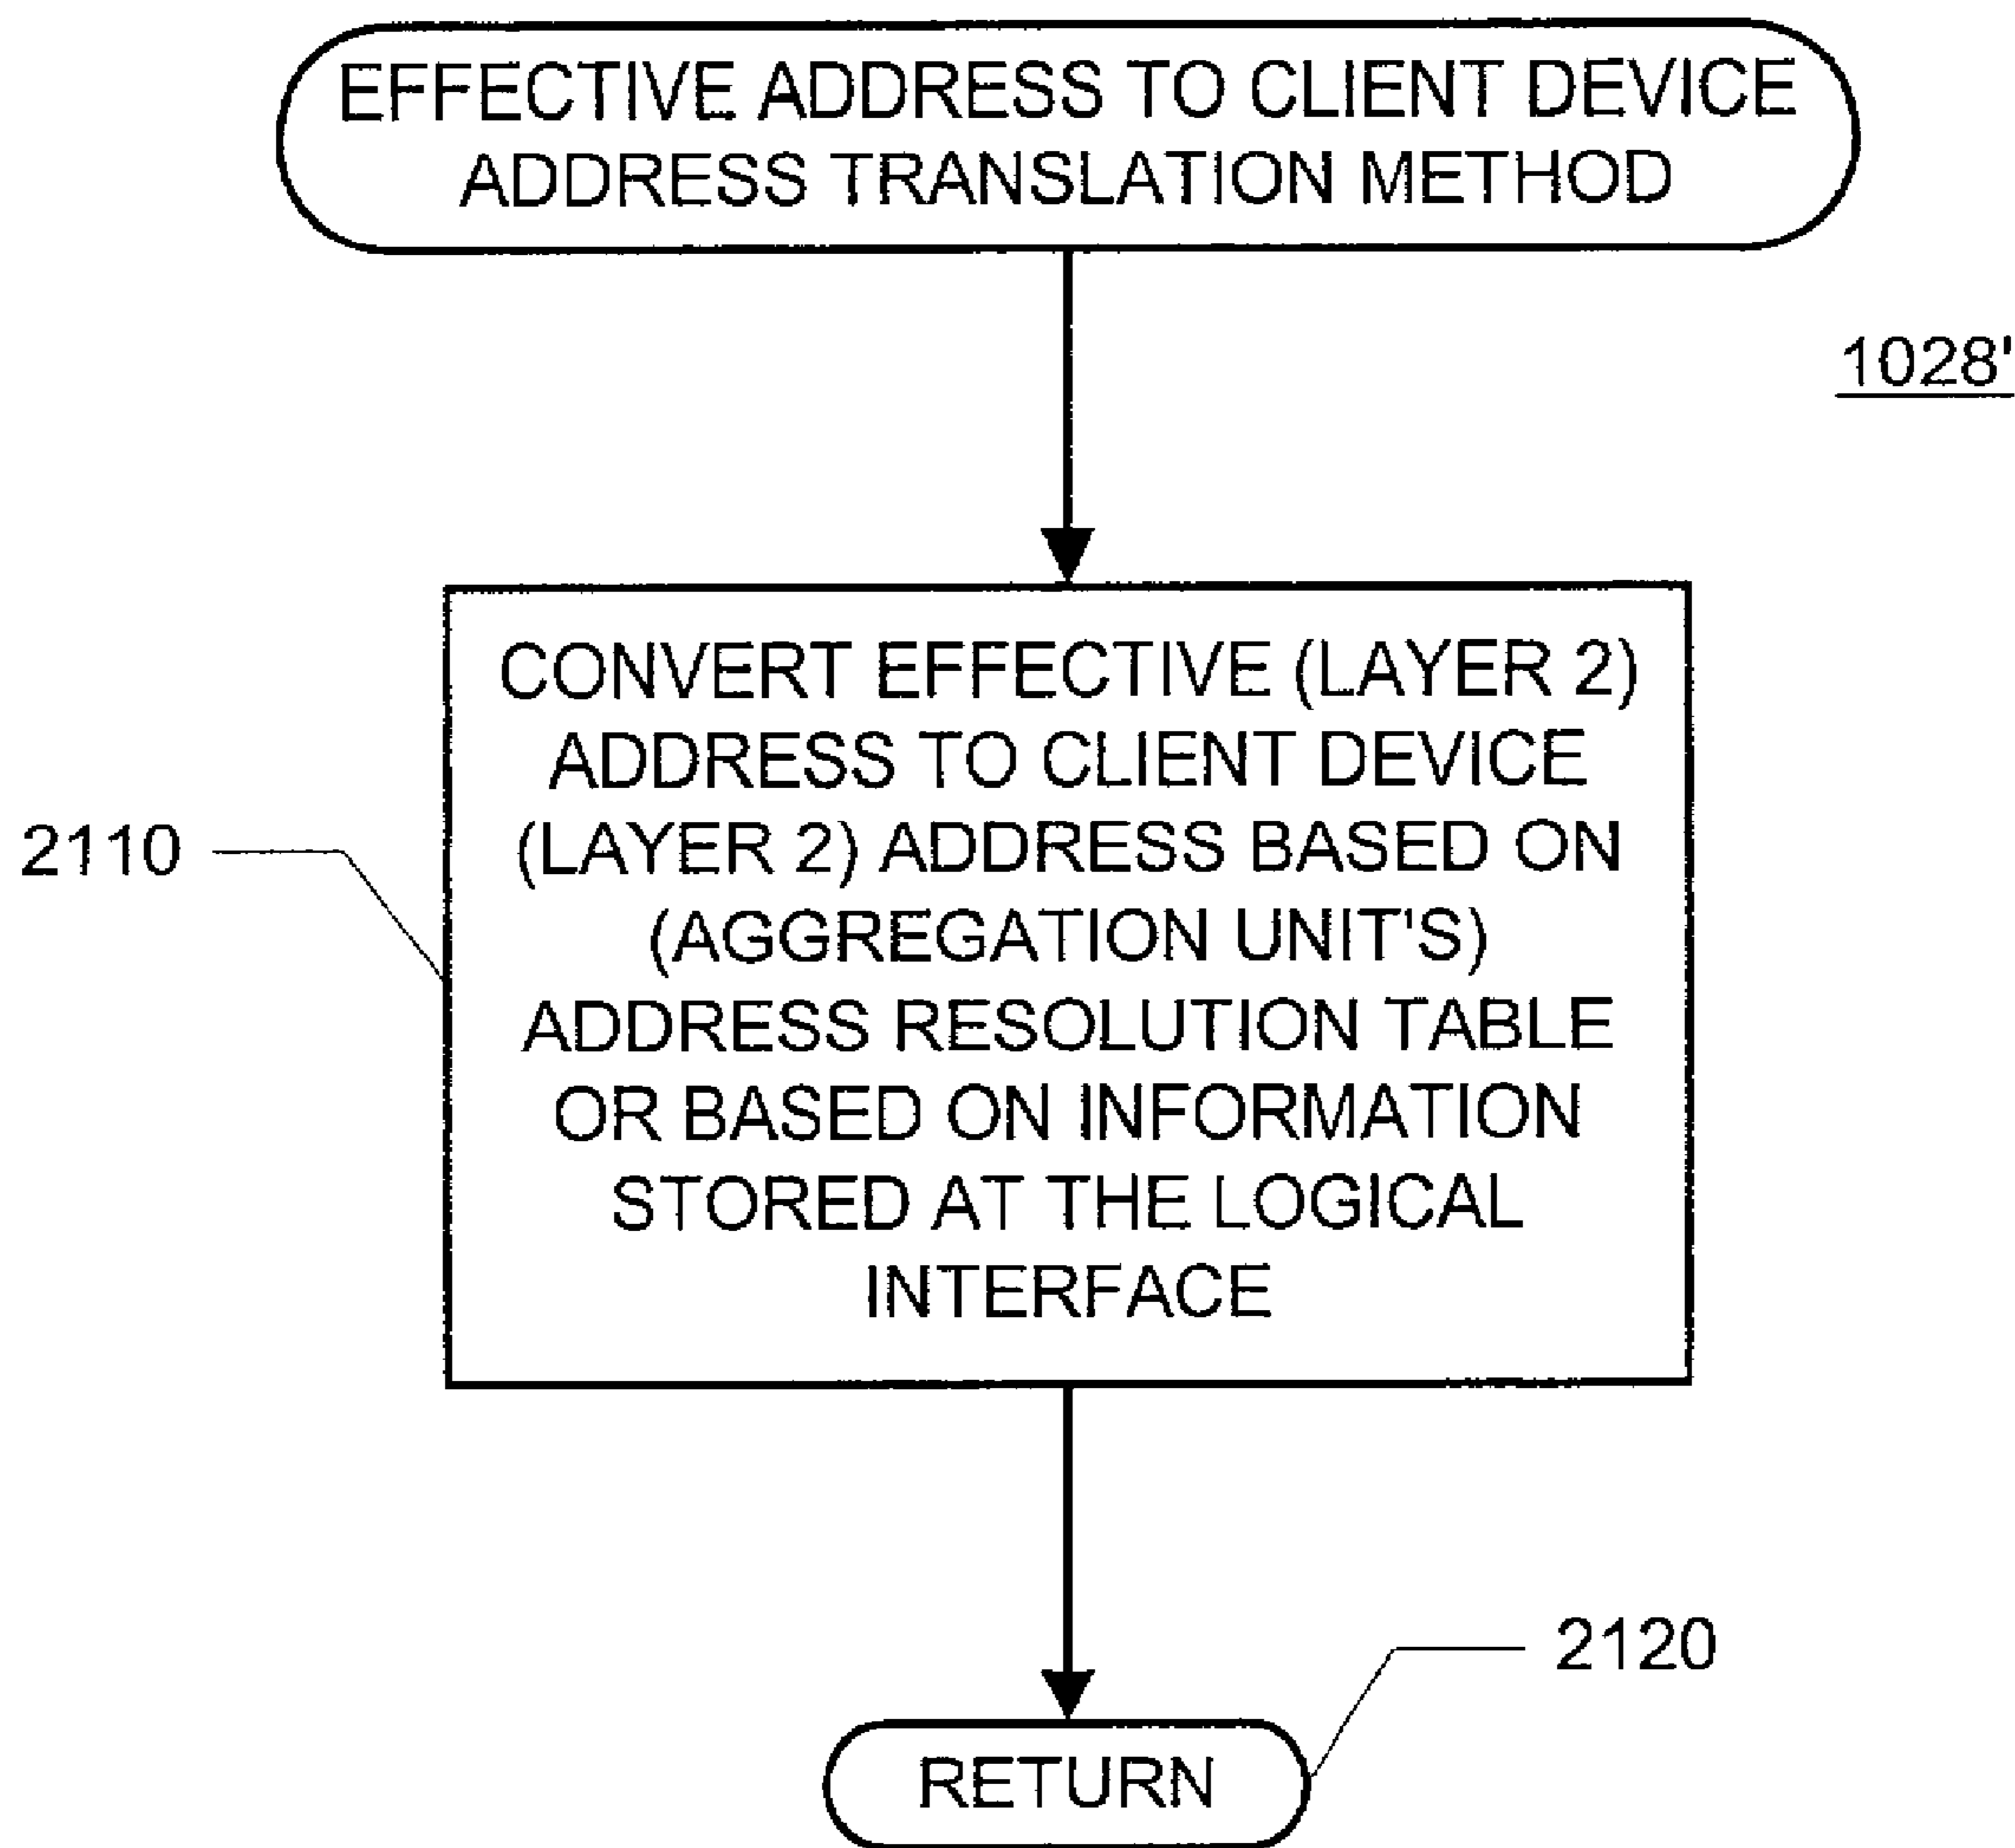 EFFECTIVE ADDRESS TO CLIENT DEVICE
ADDRESS TRANSLATION METHOD
1028'
CONVERT EFFECTIVE (LAYER 2)
ADDRESS TO CLIENT DEVICE
(LAYER 2) ADDRESS BASED ON
(AGGREGATION UNIT'S)
ADDRESS RESOLUTION TABLE
OR BASED ON INFORMATION
STORED AT THE LOGICAL
INTERFACE
2110
2120
RETURN